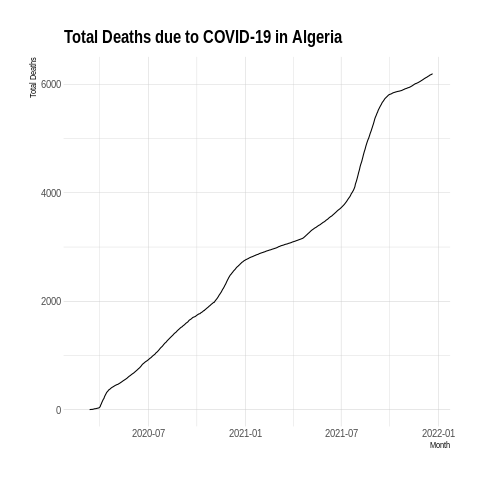 Total Deaths due to COVID-19 in Algeria
Total Deaths
6000
4000
2000
0
2020-07 2021-01 2021-07 2022-01
Month